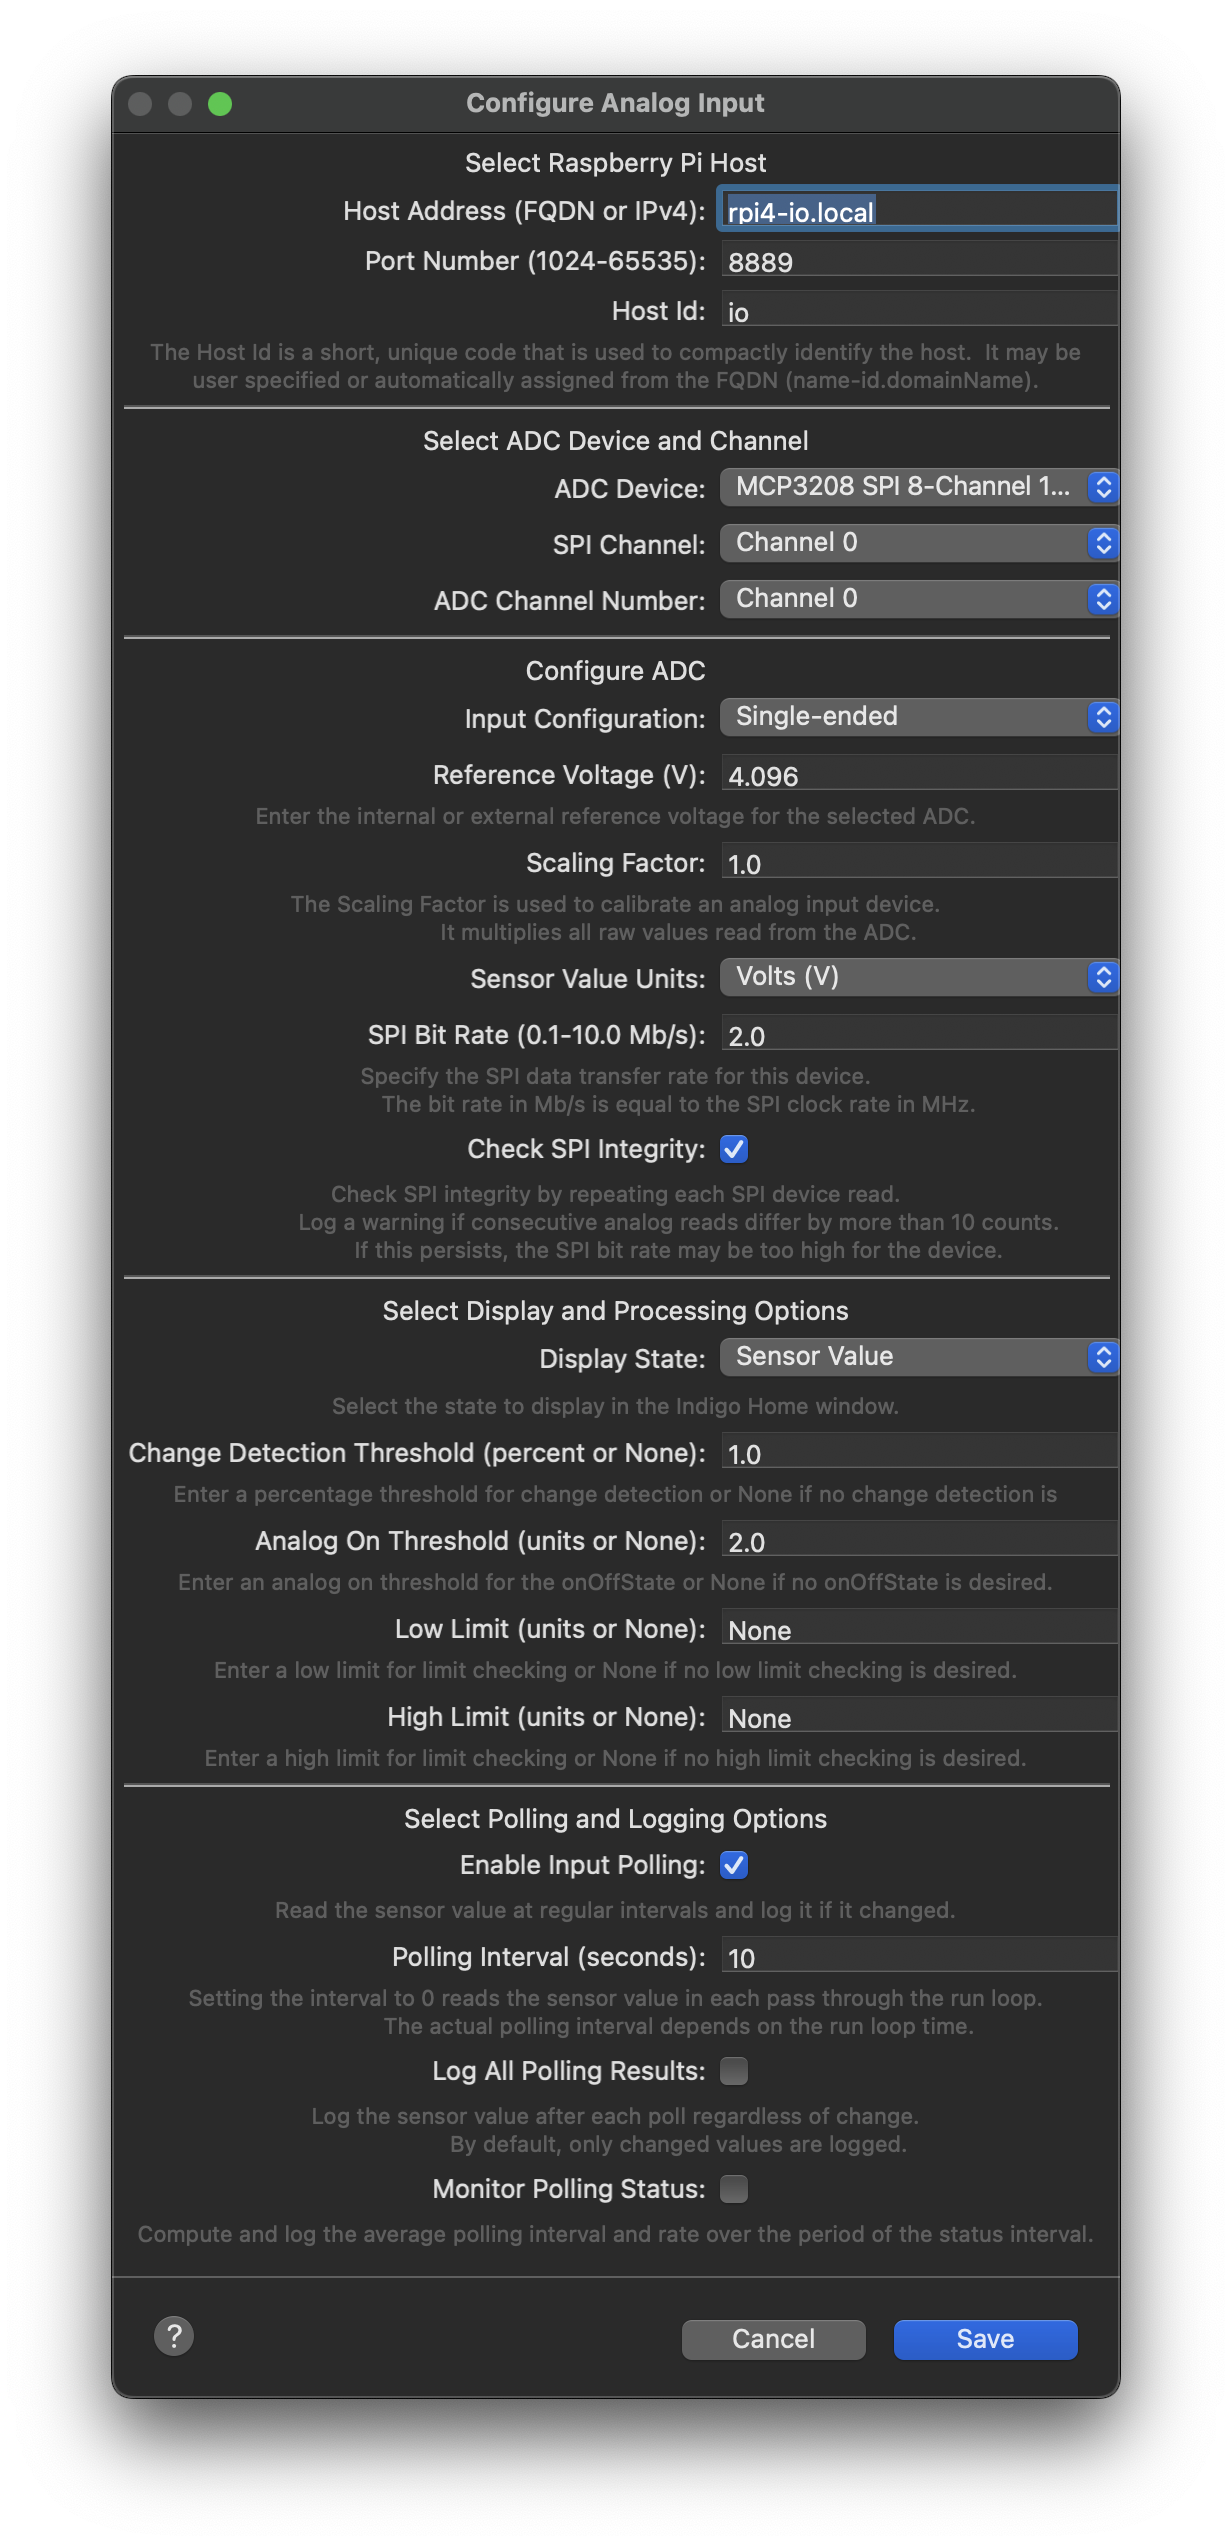 Configure Analog Input
Select Raspberry Pi Host
Host Address (FQDN or IPv4): rpi4-io.local
Port Number (1024-65535): 8889
Host Id: io
The Host Id is a short, unique code that is used to compactly identify the host.  It may be
user specified or automatically assigned from the FQDN (name-id.domainName).
Select ADC Device and Channel
ADC Device: MCP3208 SPI 8-Channel 1...
SPI Channel: Channel 0
ADC Channel Number: Channel 0
Configure ADC
Input Configuration: Single-ended
Reference Voltage (V): 4.096
Enter the internal or external reference voltage for the selected ADC.
Scaling Factor: 1.0
The Scaling Factor is used to calibrate an analog input device.
It multiplies all raw values read from the ADC.
Sensor Value Units: Volts (V)
SPI Bit Rate (0.1-10.0 Mb/s): 2.0
Specify the SPI data transfer rate for this device.
The bit rate in Mb/s is equal to the SPI clock rate in MHz.
Check SPI Integrity:
Check SPI integrity by repeating each SPI device read.
Log a warning if consecutive analog reads differ by more than 10 counts.
If this persists, the SPI bit rate may be too high for the device.
Select Display and Processing Options
Display State: Sensor Value
Select the state to display in the Indigo Home window.
Change Detection Threshold (percent or None): 1.0
Enter a percentage threshold for change detection or None if no change detection is
Analog On Threshold (units or None): 2.0
Enter an analog on threshold for the onOffState or None if no onOffState is desired.
Low Limit (units or None): None
Enter a low limit for limit checking or None if no low limit checking is desired.
High Limit (units or None): None
Enter a high limit for limit checking or None if no high limit checking is desired.
Select Polling and Logging Options
Enable Input Polling:
Read the sensor value at regular intervals and log it if it changed.
Polling Interval (seconds): 10
Setting the interval to 0 reads the sensor value in each pass through the run loop.
The actual polling interval depends on the run loop time.
Log All Polling Results:
Log the sensor value after each poll regardless of change.
By default, only changed values are logged.
Monitor Polling Status:
Compute and log the average polling interval and rate over the period of the status interval.
? Cancel Save